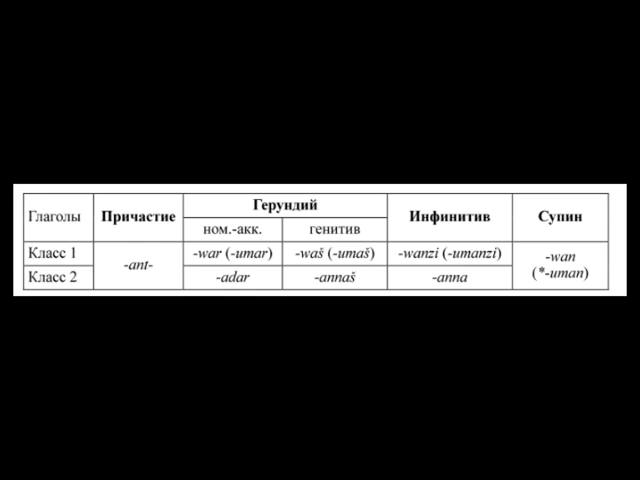 Глаголы Причастие Герундий Инфинитив Супин
ном.-акк. генитив
Класс 1 -ant- -war (-umar) -waš (-umaš) -wanzi (-umanzi) -wan
(*-uman)
Класс 2 -adar -annaš -anna